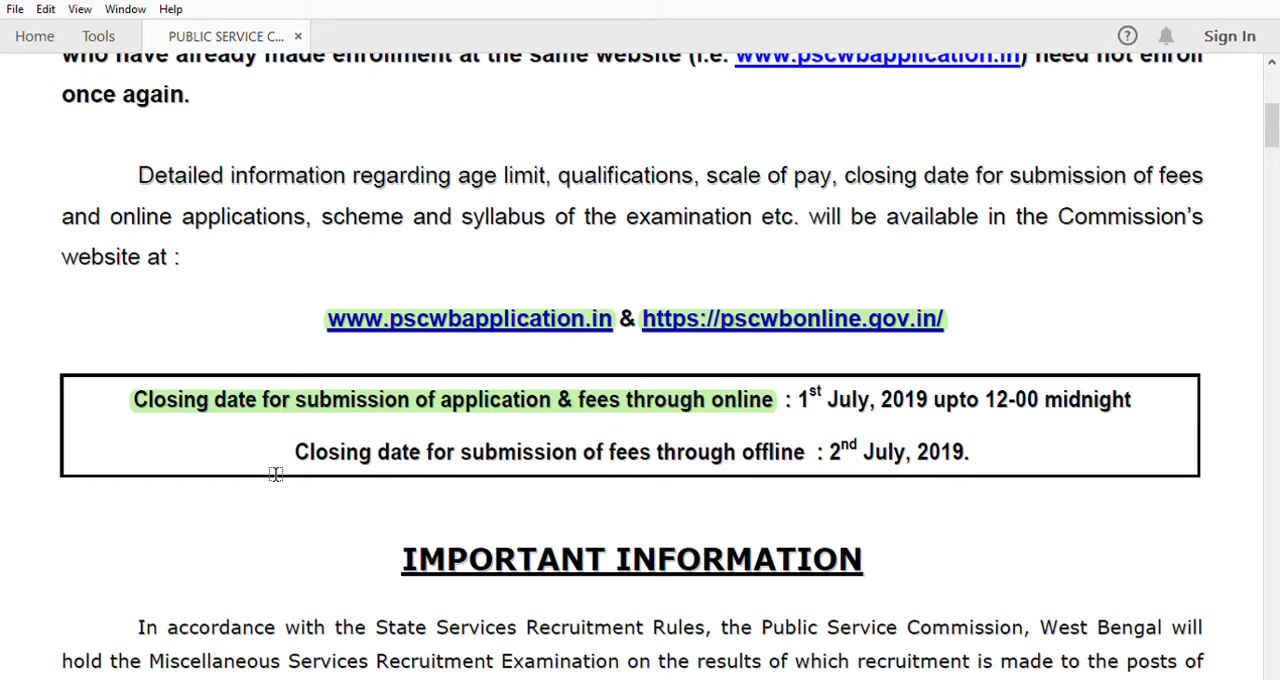 File Edit View Window Help
Home Tools PUBLIC SERVICE C... × ? Sign In
who have already made enrollment at the same website (i.e. www.pscwbapplication.in) need not enroll
once again.
Detailed information regarding age limit, qualifications, scale of pay, closing date for submission of fees
and online applications, scheme and syllabus of the examination etc. will be available in the Commission’s
website at :
www.pscwbapplication.in & https://pscwbonline.gov.in/
Closing date for submission of application & fees through online : 1st July, 2019 upto 12-00 midnight
Closing date for submission of fees through offline : 2nd July, 2019.
IMPORTANT INFORMATION
In accordance with the State Services Recruitment Rules, the Public Service Commission, West Bengal will
hold the Miscellaneous Services Recruitment Examination on the results of which recruitment is made to the posts of